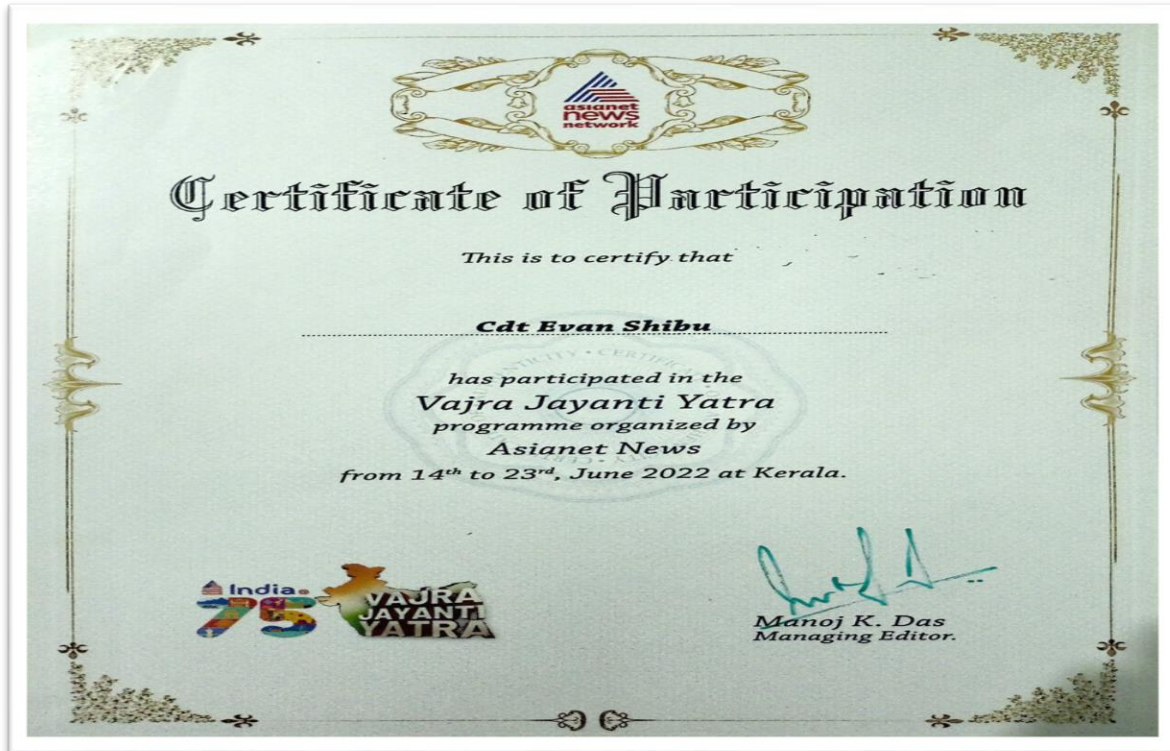 asianet
news
network
Certificate of Participation
This is to certify that
Cdt Evan Shibu
has participated in the
Vajra Jayanti Yatra
programme organized by
Asianet News
from 14th to 23rd, June 2022 at Kerala.
India
75
VAJRA
JAYANTI
YATRA
Manoj K. Das
Managing Editor.